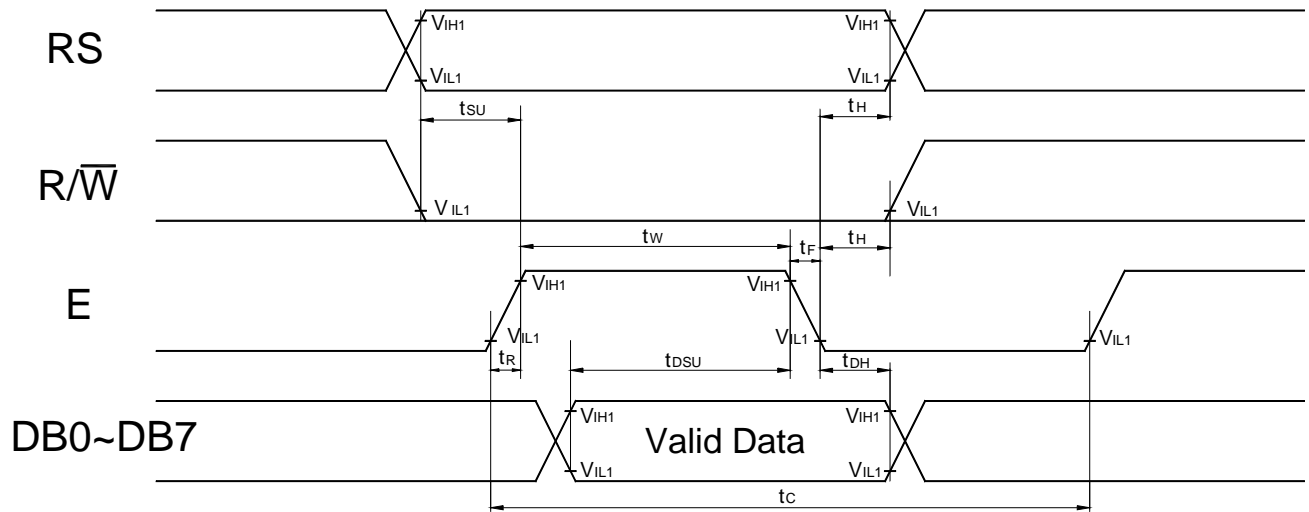 RS
VIH1
VIH1
VIL1
VIL1
tSU
tH
R/W̅
VIL1
VIL1
tW
tF
tH
E
VIH1
VIH1
VIL1
VIL1
VIL1
tR
tDSU
tDH
DB0~DB7
VIH1
VIH1
Valid Data
VIL1
VIL1
tC